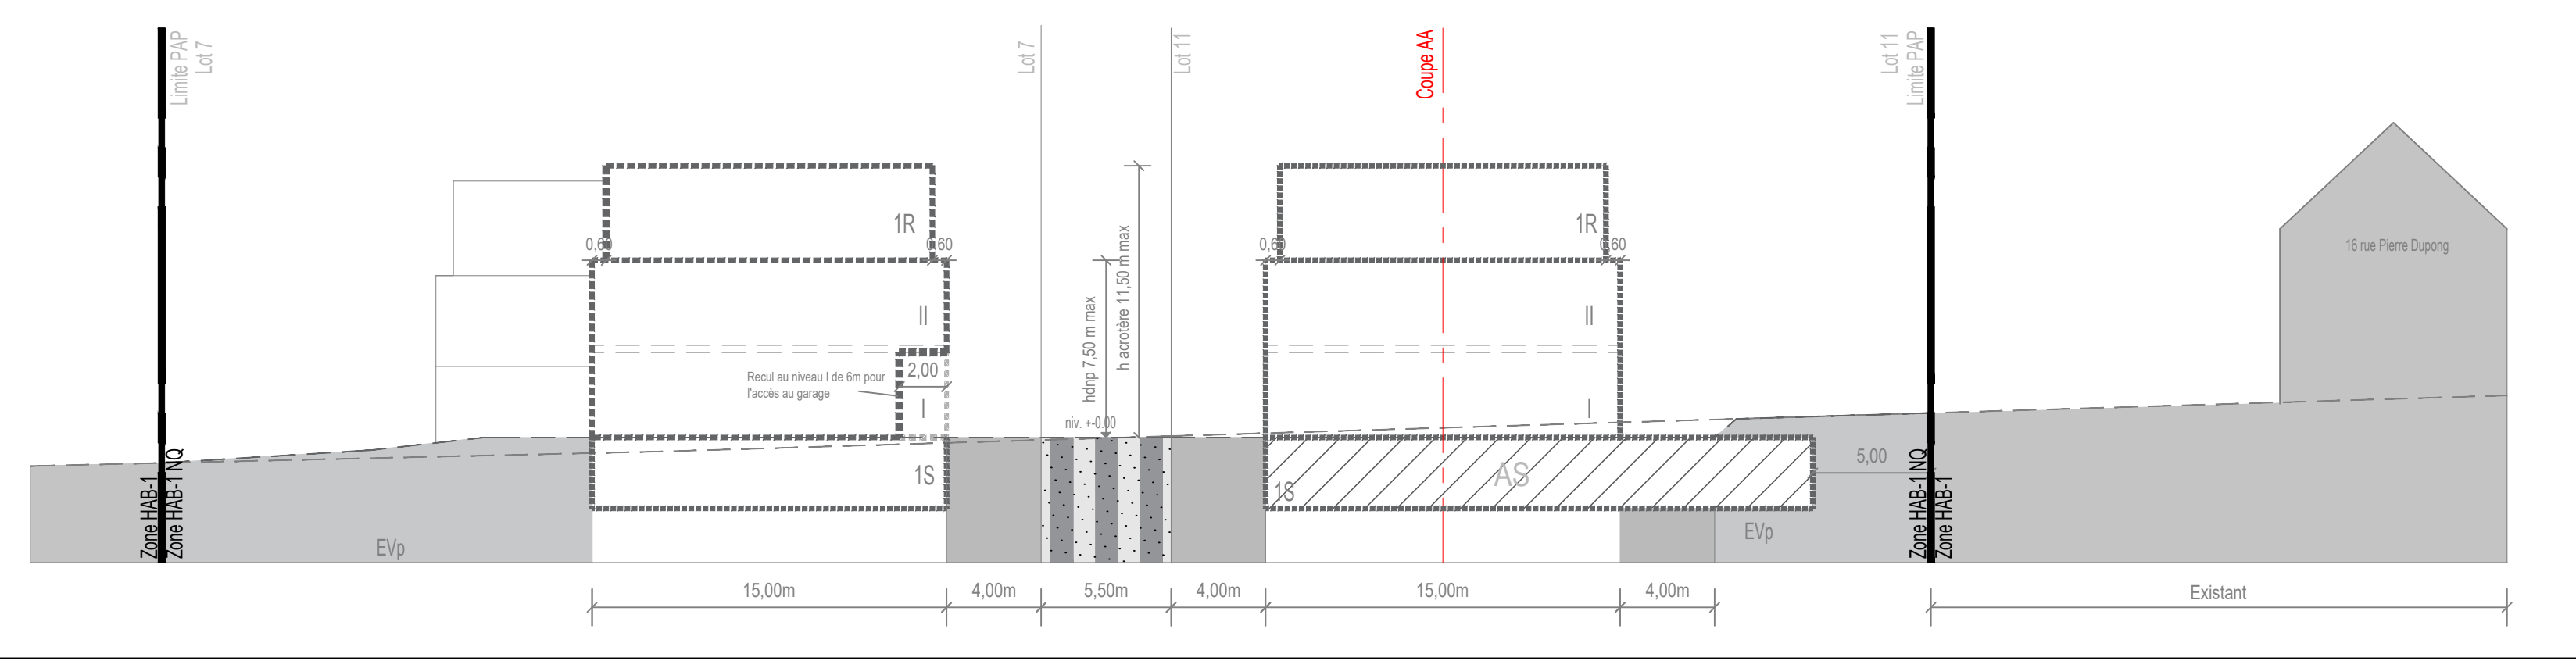 Limite PAP
Lot 7
Lot 7
Lot 11
Coupe AA
Lot 11
Limite PAP
1R
1R
16 rue Pierre Dupong
0,60
0,60
0,60
0,60
h acrotère 11,50 m max
hdnp 7,50 m max
II
II
Recul au niveau I de 6m pour
l'accès au garage
2,00
I
I
niv. +-0.00
1S
1S
AS
5,00
Zone HAB-1
Zone HAB-1 NQ
EVp
EVp
Zone HAB-1 NQ
Zone HAB-1
15,00m
4,00m
5,50m
4,00m
15,00m
4,00m
Existant